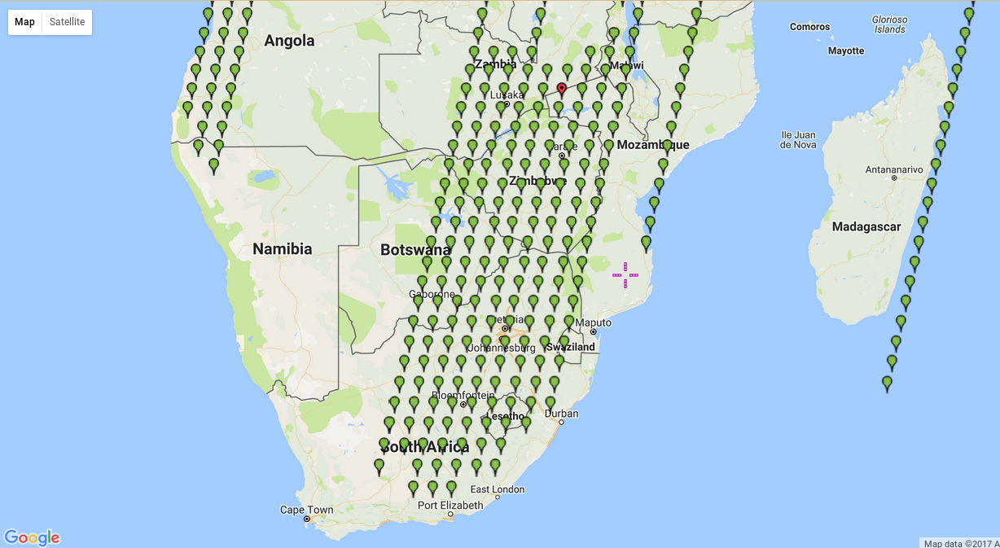 Map Satellite
Comoros
Glorioso
Islands
Angola
Mayotte
Zambia
Malawi
Lusaka
Ile Juan
de Nova
Mozambique
Antananarivo
Zimbabwe
Madagascar
Namibia
Botswana
Gaborone
Maputo
Johannesburg
Swaziland
Bloemfontein
Lesotho
Durban
South Africa
East London
Port Elizabeth
Cape Town
Google
Map data ©2017 A